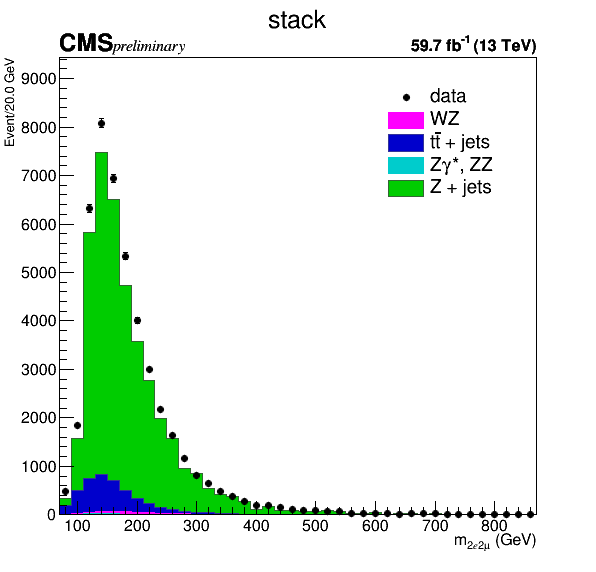 stack
CMS preliminary 59.7 fb⁻¹ (13 TeV)
Event/20.0 GeV
9000
8000
7000
6000
5000
4000
3000
2000
1000
0
data
WZ
tt̄ + jets
Zγ*, ZZ
Z + jets
100 200 300 400 500 600 700 800
m₂ₑ₂μ (GeV)